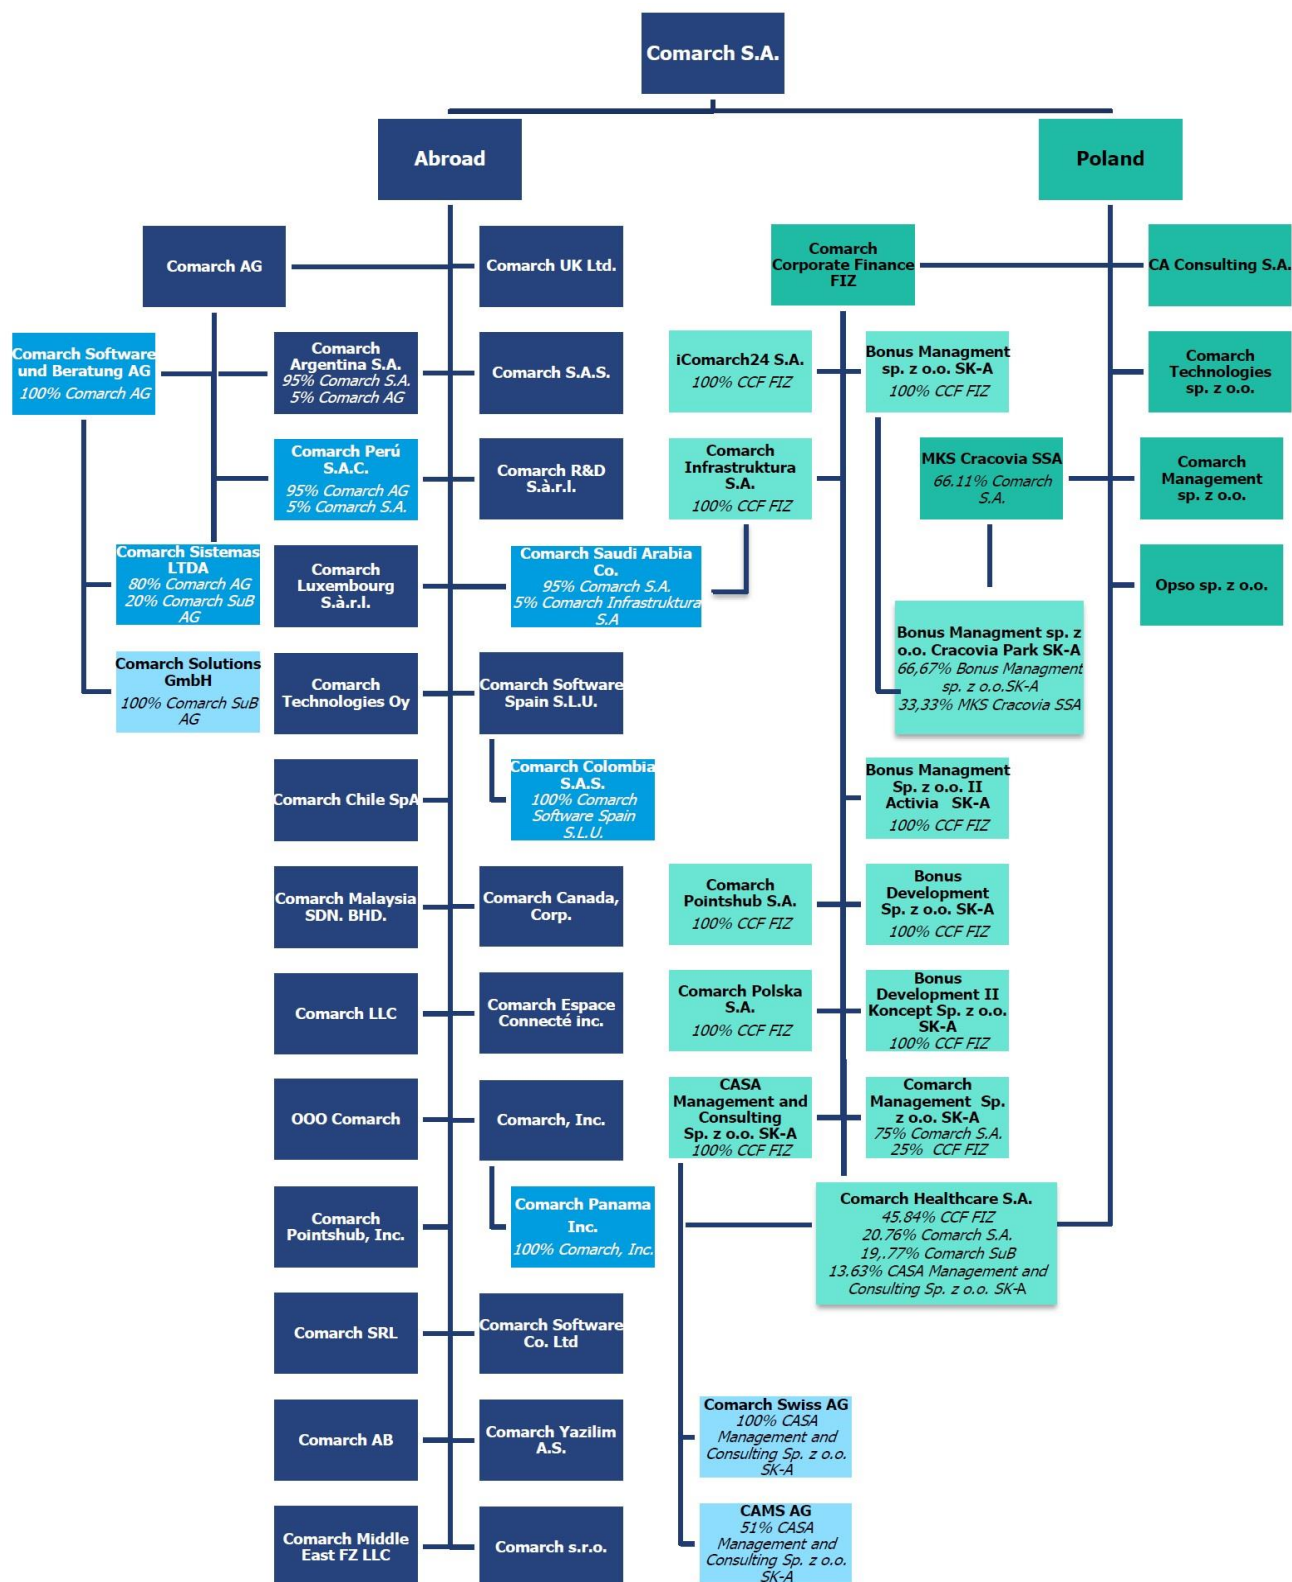 Comarch S.A.
Abroad
Poland
Comarch AG
Comarch UK Ltd.
Comarch
Corporate Finance
FIZ
CA Consulting S.A.
Comarch Software
und Beratung AG
100% Comarch AG
Comarch
Argentina S.A.
95% Comarch S.A.
5% Comarch AG
Comarch S.A.S.
iComarch24 S.A.
100% CCF FIZ
Bonus Managment
sp. z o.o. SK-A
100% CCF FIZ
Comarch
Technologies
sp. z o.o.
Comarch Perú
S.A.C.
95% Comarch AG
5% Comarch S.A.
Comarch R&D
S.à.r.l.
Comarch
Infrastruktura
S.A.
100% CCF FIZ
MKS Cracovia SSA
66.11% Comarch
S.A.
Comarch
Management
sp. z o.o.
Comarch Sistemas
LTDA
80% Comarch AG
20% Comarch SuB
AG
Comarch
Luxembourg
S.à.r.l.
Comarch Saudi Arabia
Co.
95% Comarch S.A.
5% Comarch Infrastruktura
S.A
Opso sp. z o.o.
Bonus Managment sp. z
o.o. Cracovia Park SK-A
66,67% Bonus Managment
sp. z o.o.SK-A
33,33% MKS Cracovia SSA
Comarch Solutions
GmbH
100% Comarch SuB
AG
Comarch
Technologies Oy
Comarch Software
Spain S.L.U.
Comarch Chile SpA
Comarch Colombia
S.A.S.
100% Comarch
Software Spain
S.L.U.
Bonus Managment
Sp. z o.o. II
Activia SK-A
100% CCF FIZ
Comarch Malaysia
SDN. BHD.
Comarch Canada,
Corp.
Comarch
Pointshub S.A.
100% CCF FIZ
Bonus
Development
Sp. z o.o. SK-A
100% CCF FIZ
Comarch LLC
Comarch Espace
Connecté inc.
Comarch Polska
S.A.
100% CCF FIZ
Bonus
Development II
Koncept Sp. z o.o.
SK-A
100% CCF FIZ
OOO Comarch
Comarch, Inc.
CASA
Management and
Consulting
Sp. z o.o. SK-A
100% CCF FIZ
Comarch
Management Sp.
z o.o. SK-A
75% Comarch S.A.
25% CCF FIZ
Comarch
Pointshub, Inc.
Comarch Panama
Inc.
100% Comarch, Inc.
Comarch Healthcare S.A.
45.84% CCF FIZ
20.76% Comarch S.A.
19,.77% Comarch SuB
13.63% CASA Management and
Consulting Sp. z o.o. SK-A
Comarch SRL
Comarch Software
Co. Ltd
Comarch AB
Comarch Yazilim
A.S.
Comarch Swiss AG
100% CASA
Management and
Consulting Sp. z o.o.
SK-A
Comarch Middle
East FZ LLC
Comarch s.r.o.
CAMS AG
51% CASA
Management and
Consulting Sp. z o.o.
SK-A